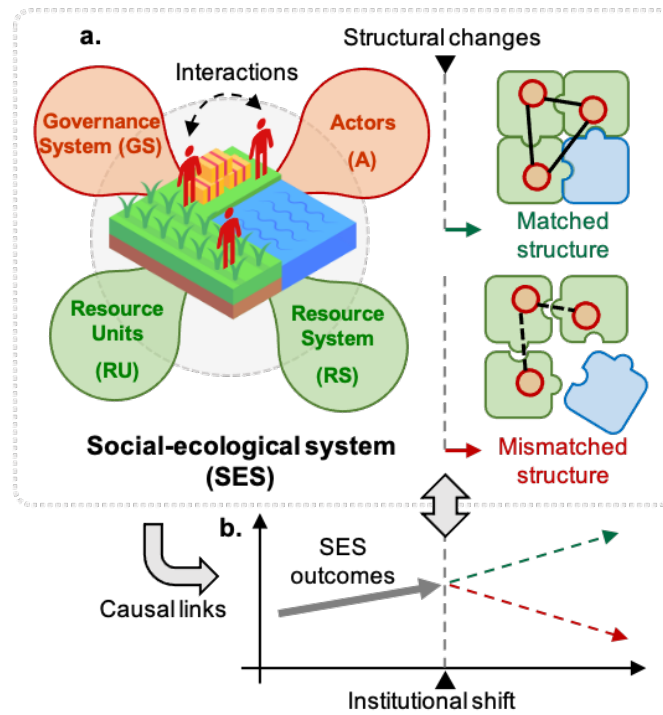 a.
Structural changes
Interactions
Governance
System (GS)
Actors
(A)
Matched
structure
Resource
Units
(RU)
Resource
System
(RS)
Social-ecological system
(SES)
Mismatched
structure
b.
SES
outcomes
Causal links
Institutional shift